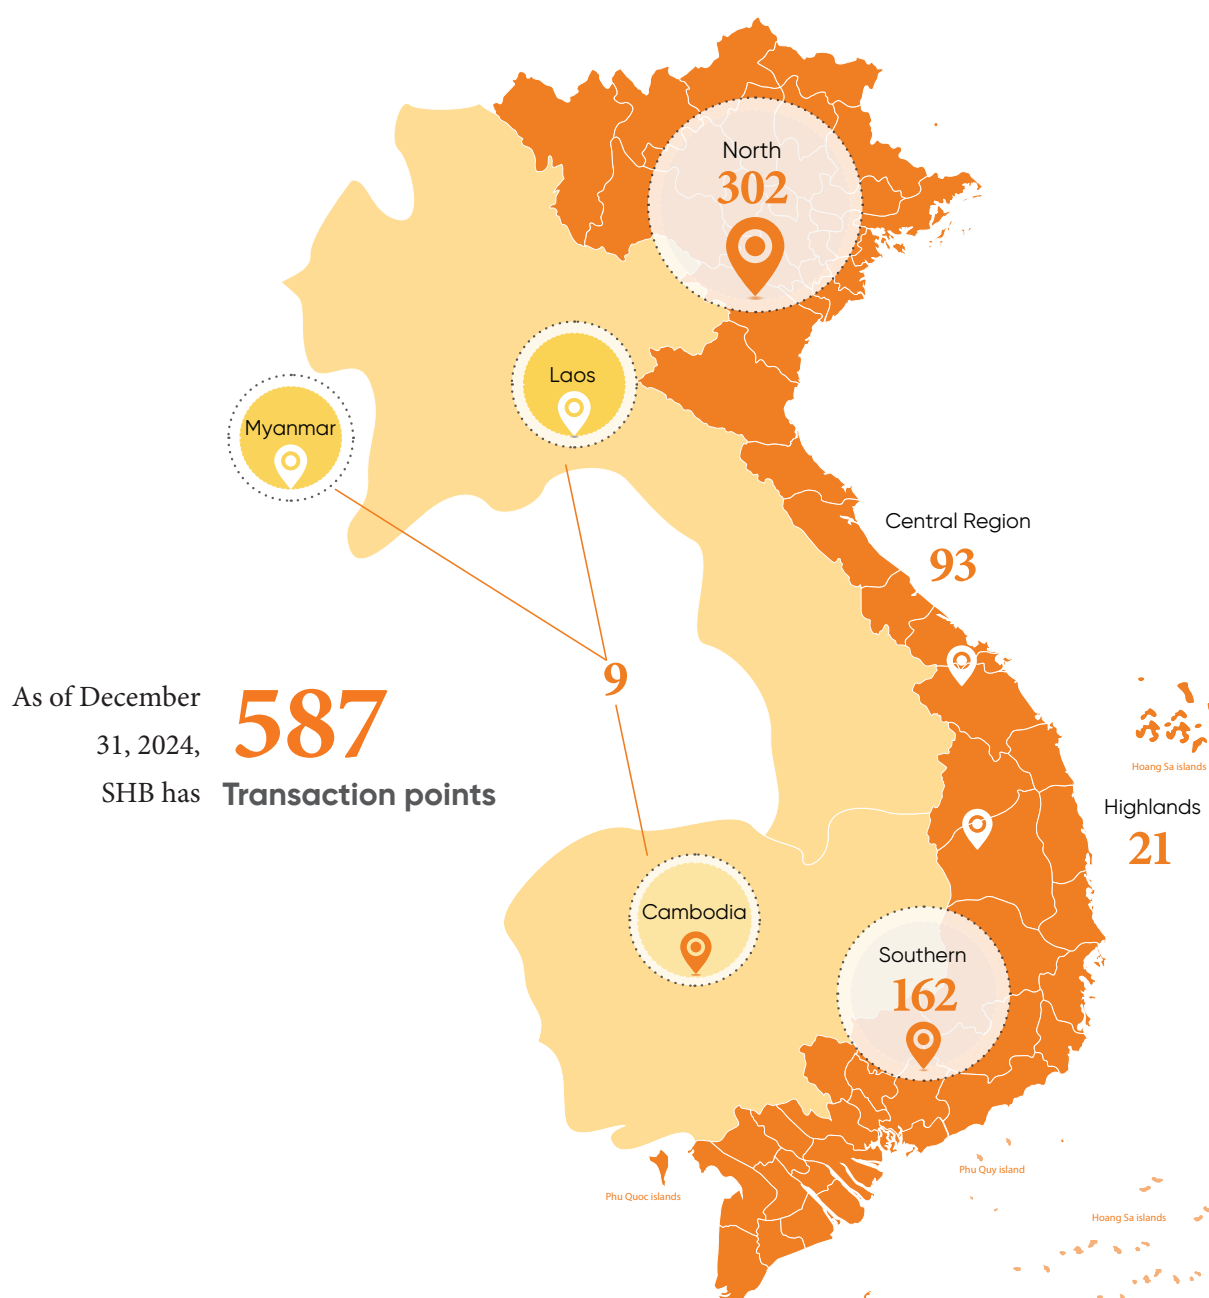 North
302
Laos
Myanmar
Central Region
93
9
As of December
31, 2024,
SHB has
587
Transaction points
Hoang Sa islands
Highlands
21
Cambodia
Southern
162
Phu Quy island
Phu Quoc islands
Hoang Sa islands